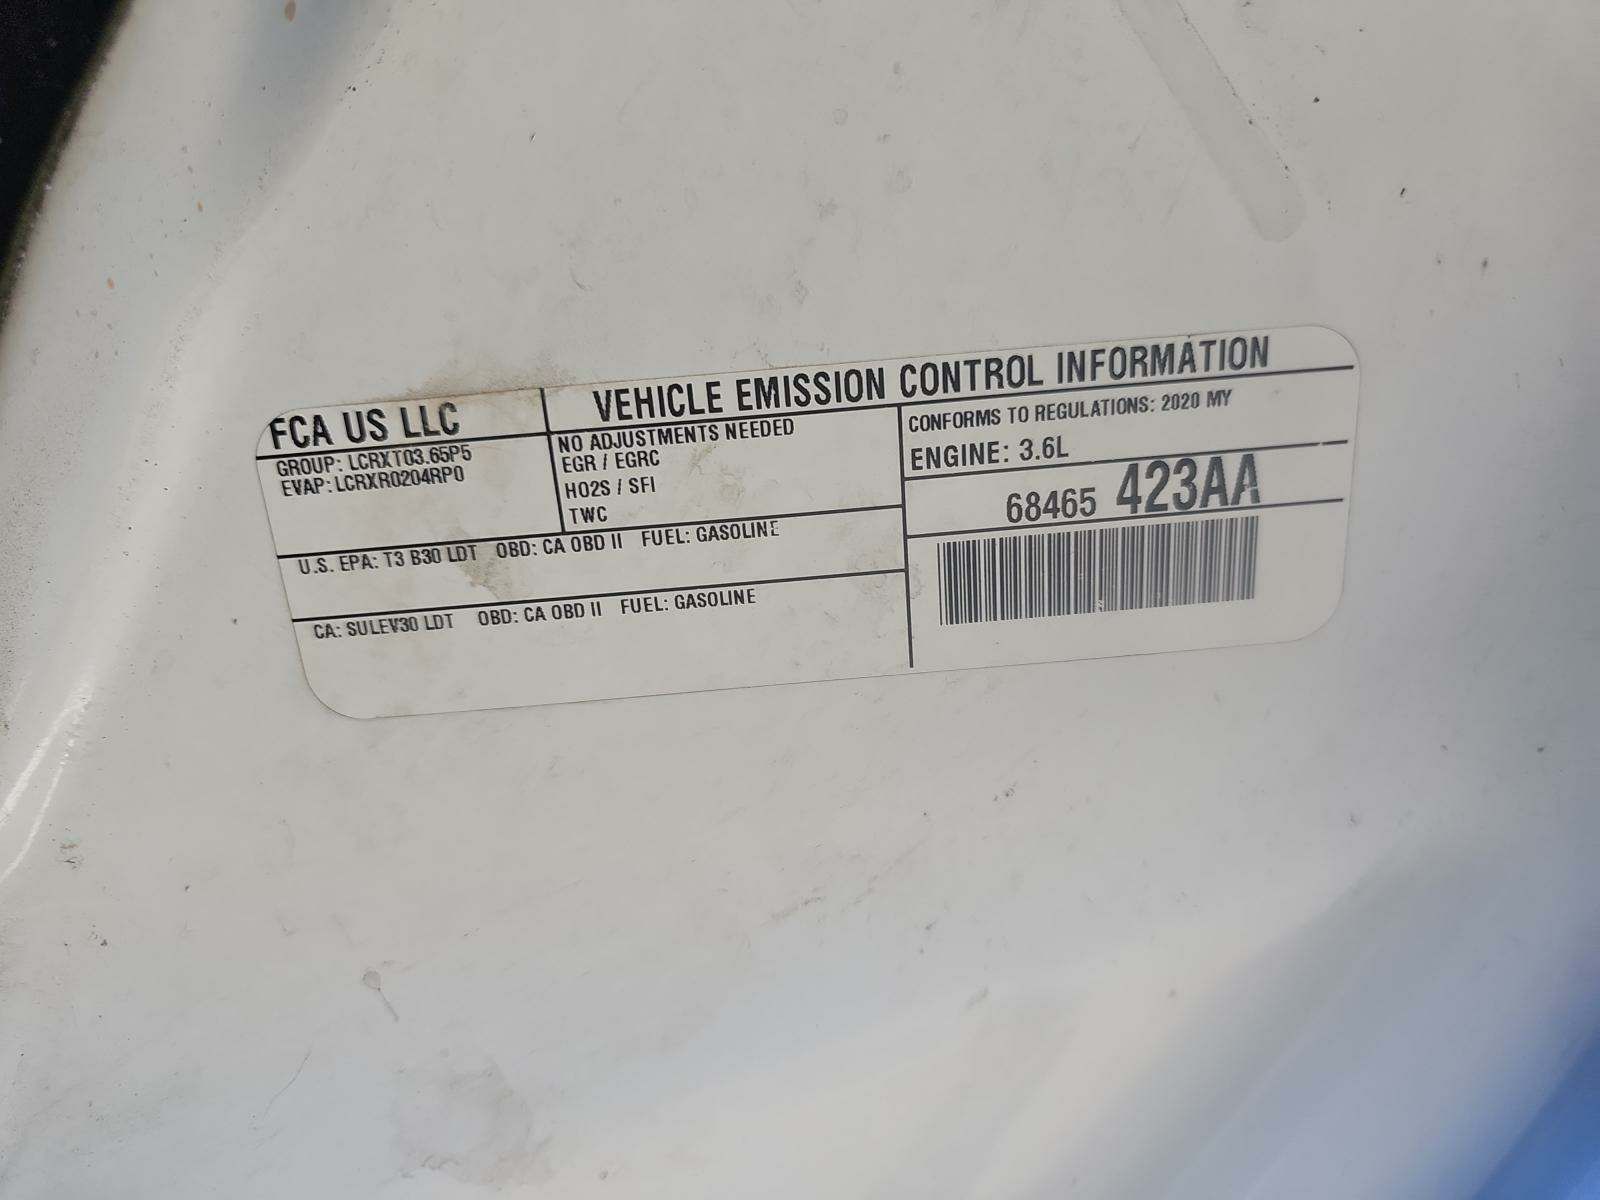 FCA US LLC
VEHICLE EMISSION CONTROL INFORMATION
GROUP: LCRXT03.65P5
EVAP: LCRXR0204RP0
NO ADJUSTMENTS NEEDED
EGR / EGRC
HO2S / SFI
TWC
CONFORMS TO REGULATIONS: 2020 MY
ENGINE: 3.6L
68465 423AA
U.S. EPA: T3 B30 LDT OBD: CA OBD II FUEL: GASOLINE
CA: SULEV30 LDT OBD: CA OBD II FUEL: GASOLINE